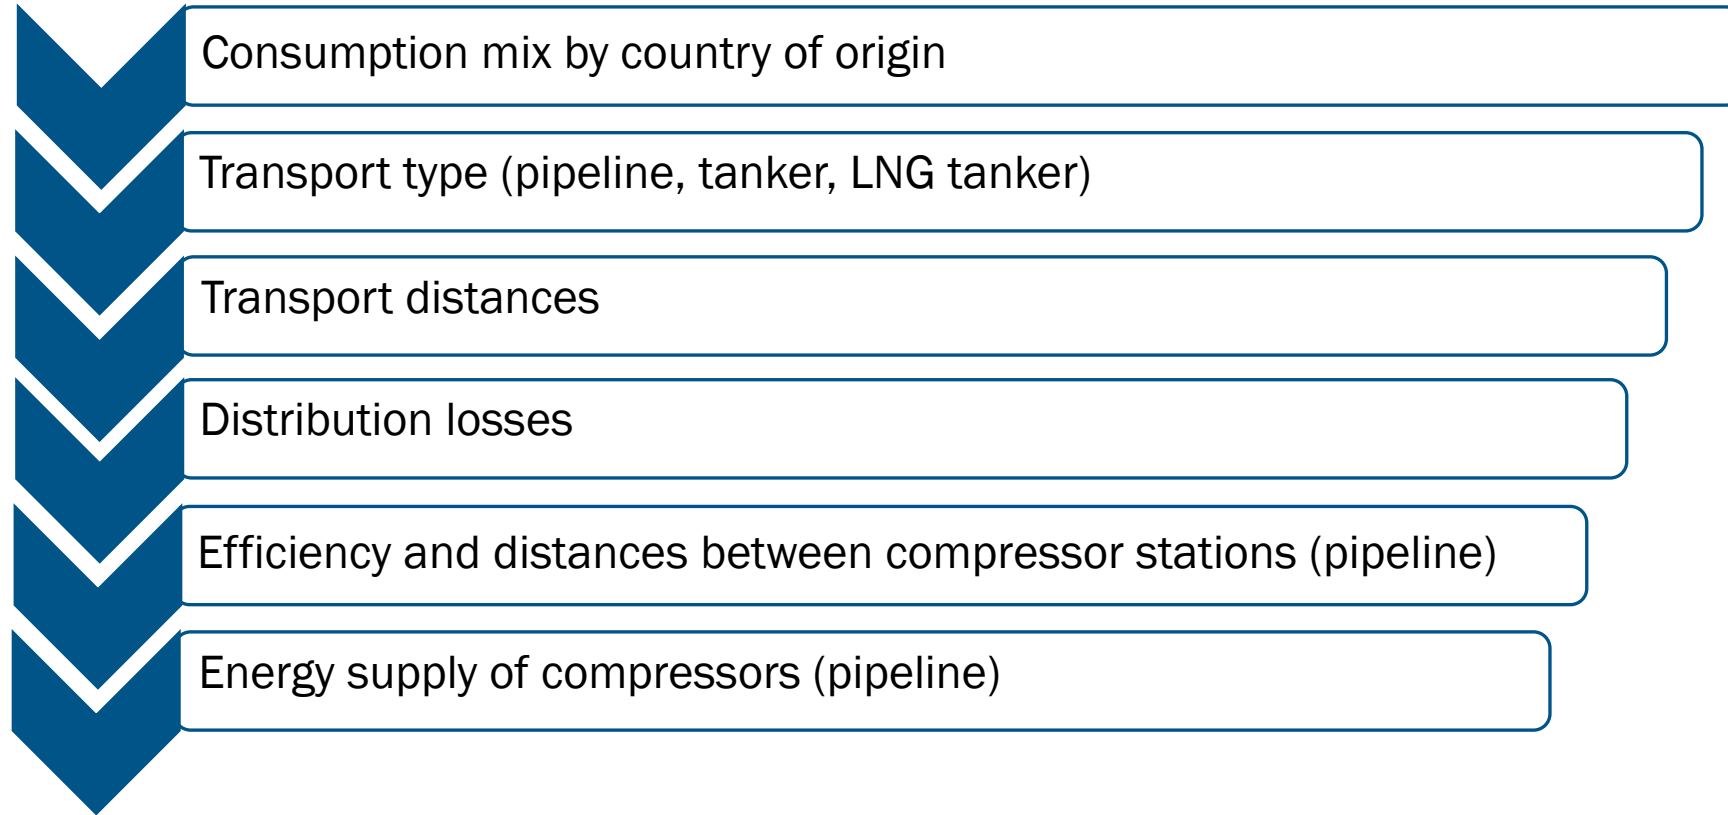 Consumption mix by country of origin
Transport type (pipeline, tanker, LNG tanker)
Transport distances
Distribution losses
Efficiency and distances between compressor stations (pipeline)
Energy supply of compressors (pipeline)